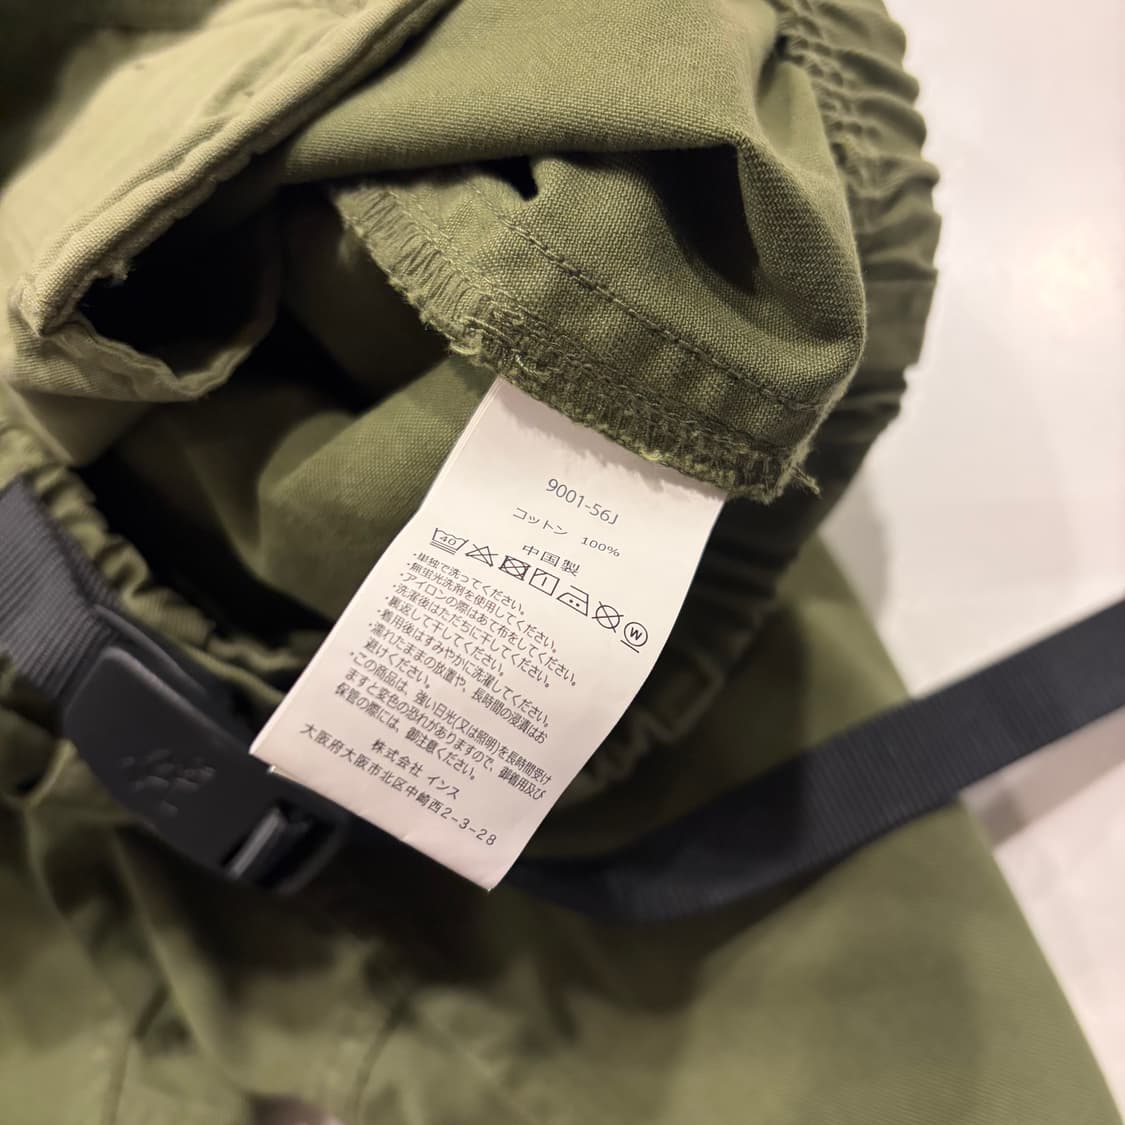 9001-56J
コットン 100%
中国製
40
W
・単独で洗ってください。
・無蛍光洗剤を使用してください。
・アイロンの際はあて布をしてください。
・洗濯後はただちに干してください。
・裏返して干してください。
・着用後はすみやかに洗濯してください。
・濡れたままの放置や、長時間の浸漬はお
避けください。
・この商品は、強い日光(又は照明)を長時間受け
ますと変色の恐れがありますので、御着用及び
保管の際には、御注意ください。
株式会社 インス
大阪府大阪市北区中崎西2-3-28